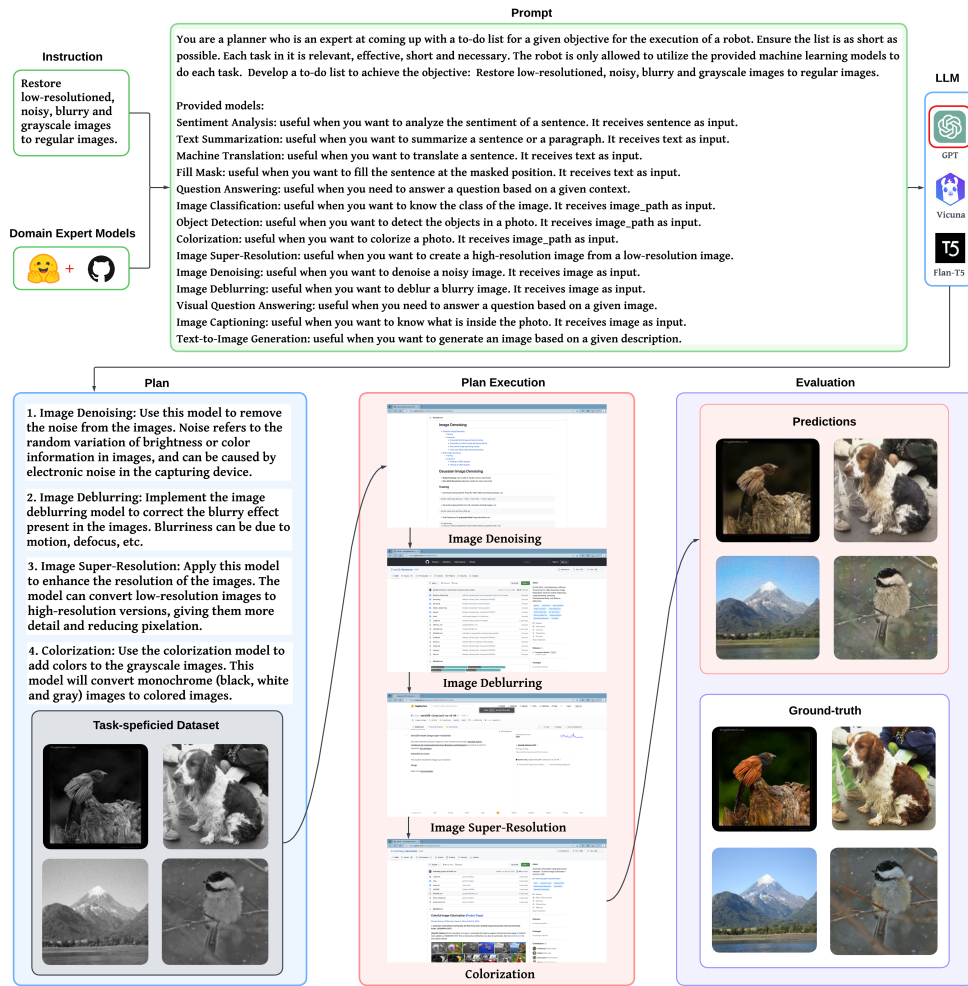 Prompt
You are a planner who is an expert at coming up with a to-do list for a given objective for the execution of a robot. Ensure the list is as short as
possible. Each task in it is relevant, effective, short and necessary. The robot is only allowed to utilize the provided machine learning models to
do each task. Develop a to-do list to achieve the objective: Restore low-resolutioned, noisy, blurry and grayscale images to regular images.
Provided models:
Sentiment Analysis: useful when you want to analyze the sentiment of a sentence. It receives sentence as input.
Text Summarization: useful when you want to summarize a sentence or a paragraph. It receives text as input.
Machine Translation: useful when you want to translate a sentence. It receives text as input.
Fill Mask: useful when you want to fill the sentence at the masked position. It receives text as input.
Question Answering: useful when you need to answer a question based on a given context.
Image Classification: useful when you want to know the class of the image. It receives image_path as input.
Object Detection: useful when you want to detect the objects in a photo. It receives image_path as input.
Colorization: useful when you want to colorize a photo. It receives image_path as input.
Image Super-Resolution: useful when you want to create a high-resolution image from a low-resolution image.
Image Denoising: useful when you want to denoise a noisy image. It receives image as input.
Image Deblurring: useful when you want to deblur a blurry image. It receives image as input.
Visual Question Answering: useful when you need to answer a question based on a given image.
Image Captioning: useful when you want to know what is inside the photo. It receives image as input.
Text-to-Image Generation: useful when you want to generate an image based on a given description.
Instruction
Restore
low-resolutioned,
noisy, blurry and
grayscale images
to regular images.
Domain Expert Models
+
LLM
GPT
Vicuna
T5
Flan-T5
Plan
1. Image Denoising: Use this model to remove
the noise from the images. Noise refers to the
random variation of brightness or color
information in images, and can be caused by
electronic noise in the capturing device.
2. Image Deblurring: Implement the image
deblurring model to correct the blurry effect
present in the images. Blurriness can be due to
motion, defocus, etc.
3. Image Super-Resolution: Apply this model
to enhance the resolution of the images. The
model can convert low-resolution images to
high-resolution versions, giving them more
detail and reducing pixelation.
4. Colorization: Use the colorization model to
add colors to the grayscale images. This
model will convert monochrome (black, white
and gray) images to colored images.
Task-speficied Dataset
Plan Execution
Image Denoising
Gaussian Image Denoising
Training
Image Denoising
Image Deblurring
Image Super-Resolution
Colorful Image Colorization
Colorization
Evaluation
Predictions
Ground-truth